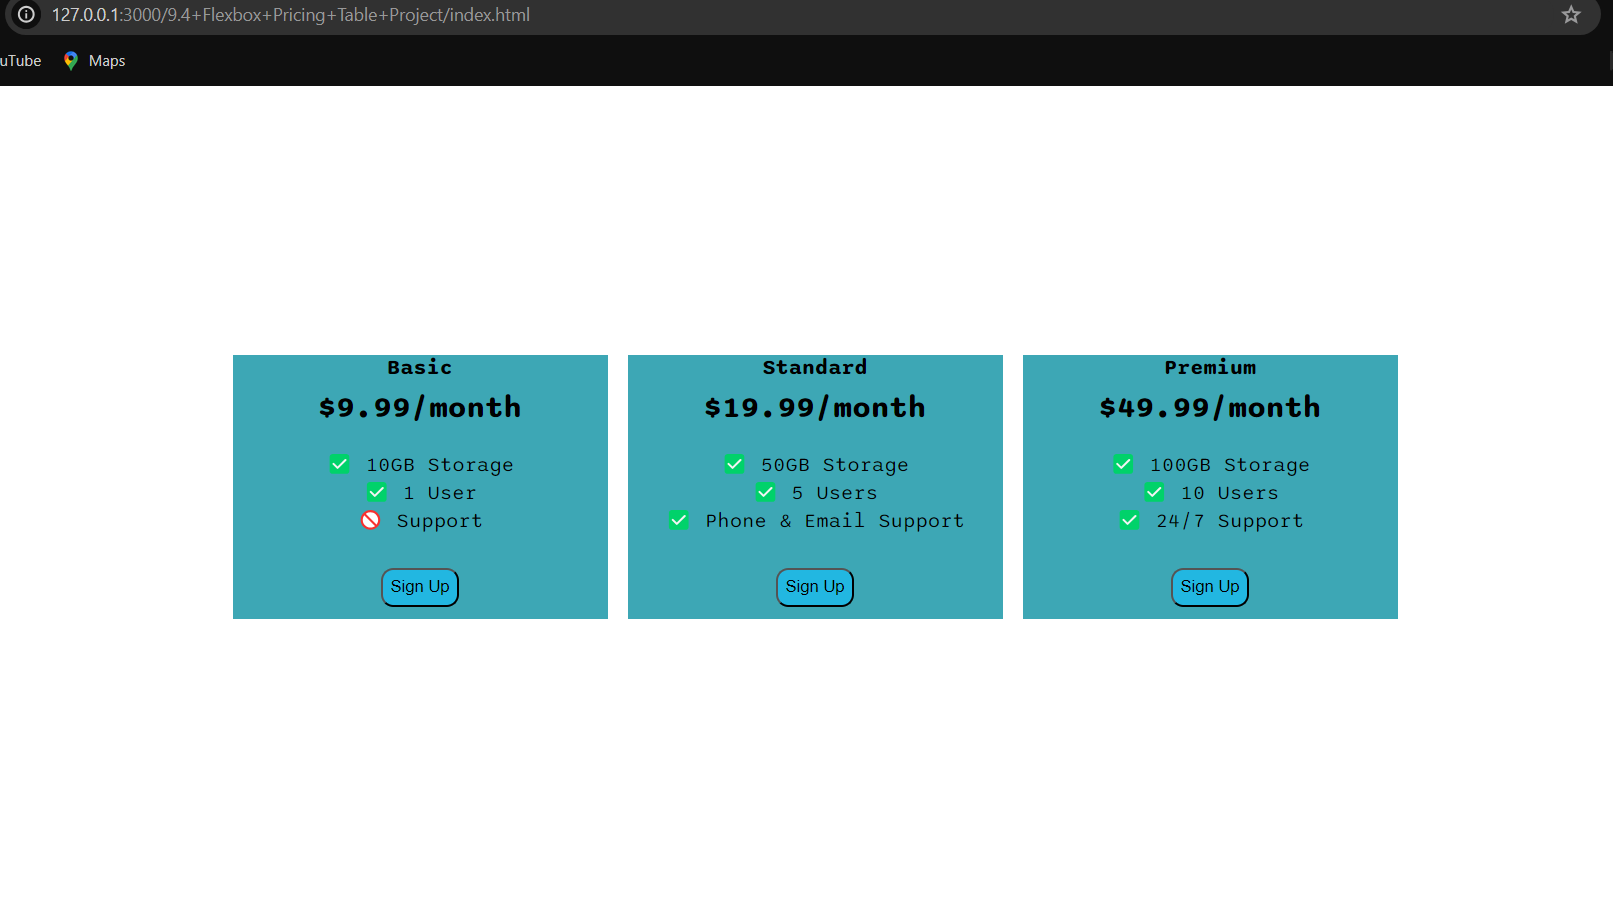 127.0.0.1:3000/9.4+Flexbox+Pricing+Table+Project/index.html
uTube Maps
Basic
$9.99/month
✅ 10GB Storage
✅ 1 User
🚫 Support
Sign Up
Standard
$19.99/month
✅ 50GB Storage
✅ 5 Users
✅ Phone & Email Support
Sign Up
Premium
$49.99/month
✅ 100GB Storage
✅ 10 Users
✅ 24/7 Support
Sign Up